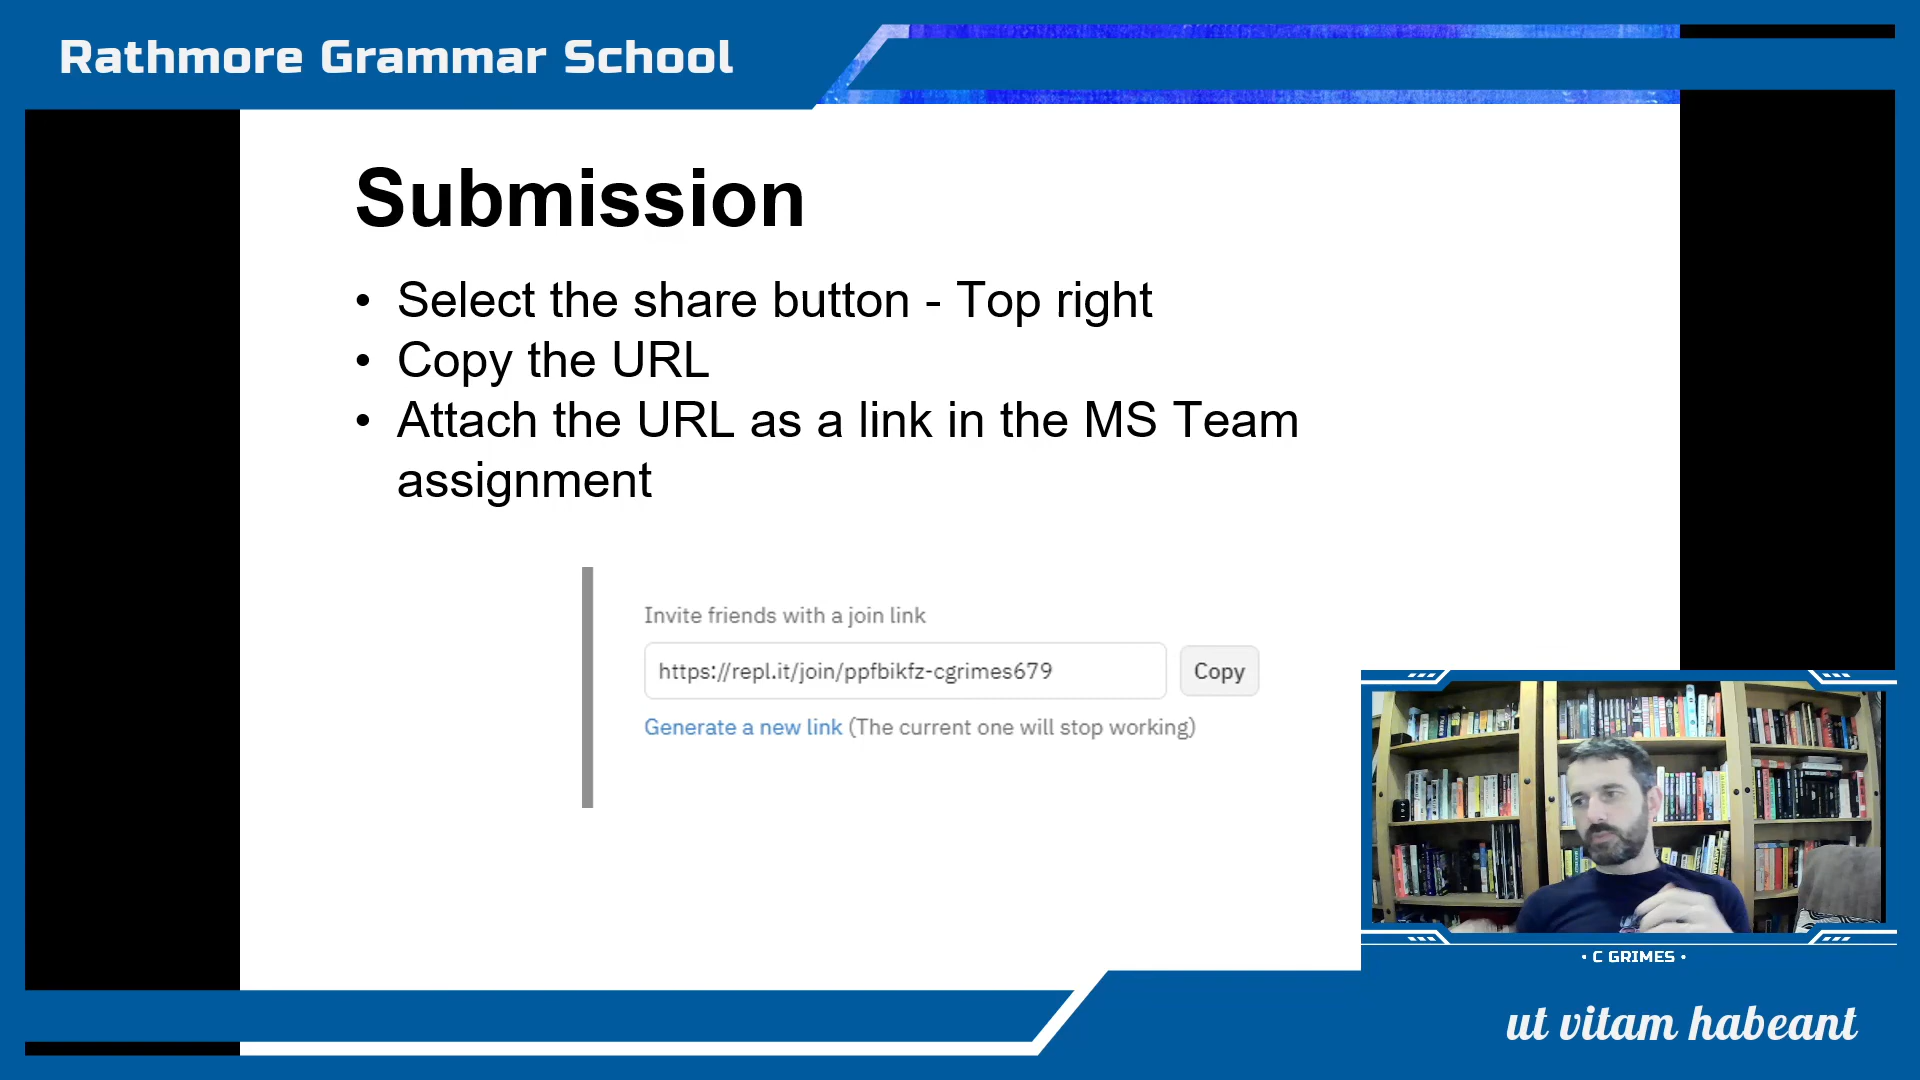 Rathmore Grammar School
Submission
• Select the share button - Top right
• Copy the URL
• Attach the URL as a link in the MS Team
assignment
Invite friends with a join link
https://repl.it/join/ppfbikfz-cgrimes679
Copy
Generate a new link (The current one will stop working)
• C GRIMES •
ut vitam habeant